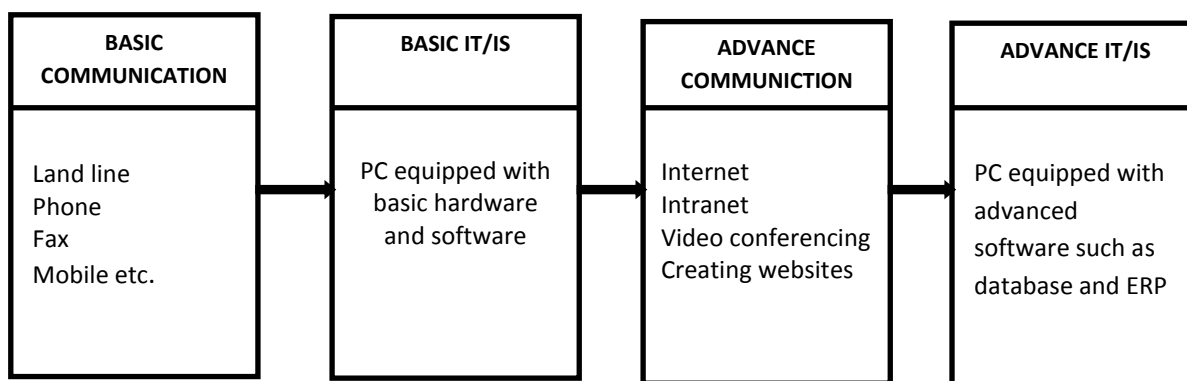 BASIC
COMMUNICATION
Land line
Phone
Fax
Mobile etc.
BASIC IT/IS
PC equipped with
basic hardware
and software
ADVANCE
COMMUNICTION
Internet
Intranet
Video conferencing
Creating websites
ADVANCE IT/IS
PC equipped with
advanced
software such as
database and ERP